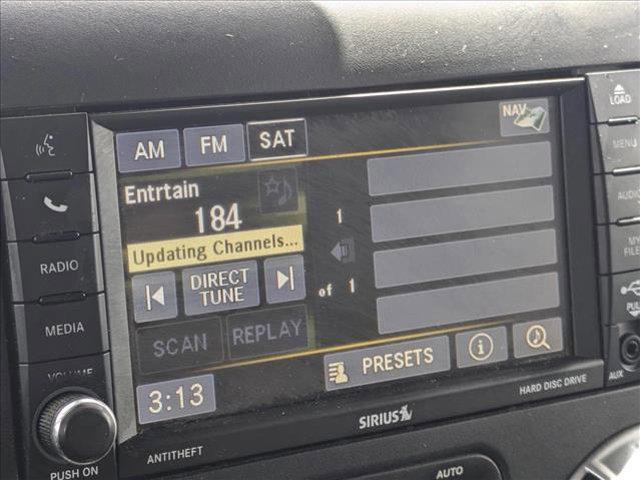 LOAD
NAV
AM FM SAT
MENU
Entrtain
184
1
Updating Channels...
RADIO
MY
FILES
DIRECT
TUNE
of 1
MEDIA
SCAN REPLAY
PRESETS
3:13
VOLUME
PUSH ON
SIRIUS
HARD DISC DRIVE
AUX
ANTITHEFT
AUTO